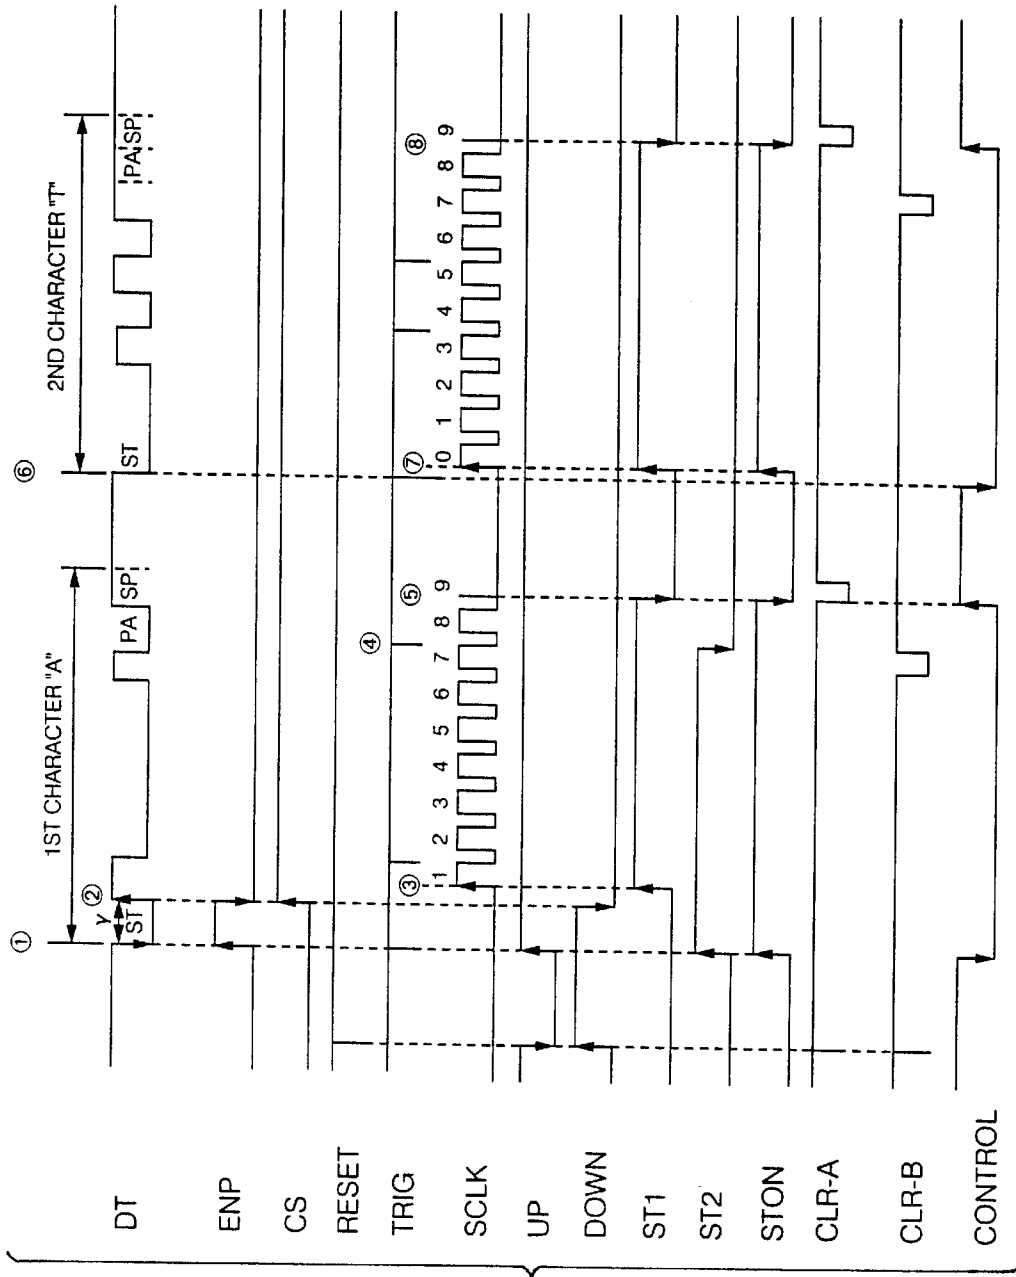 ① ⑥
1ST CHARACTER "A" 2ND CHARACTER "T"
γ ②
DT ST PA SP ST PA SP
ENP
CS
RESET
TRIG
③ ④ ⑤ ⑦ ⑧
1 2 3 4 5 6 7 8 9 0 1 2 3 4 5 6 7 8 9
SCLK
UP
DOWN
ST1
ST2
STON
CLR-A
CLR-B
CONTROL